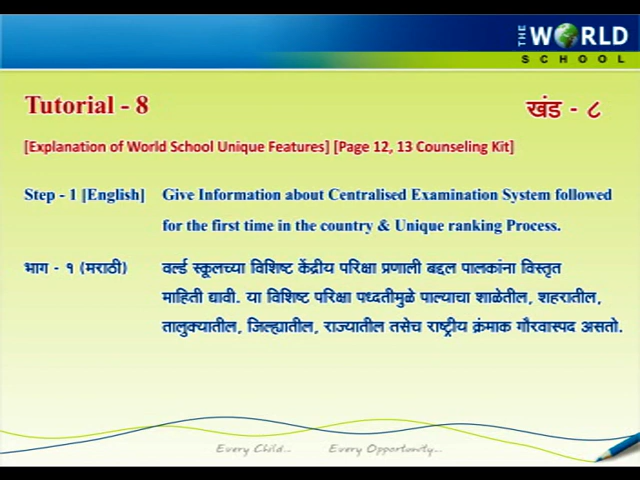 THE WORLD
SCHOOL
Tutorial - 8
खंड - ८
[Explanation of World School Unique Features] [Page 12, 13 Counseling Kit]
Step - 1 [English] Give Information about Centralised Examination System followed
for the first time in the country & Unique ranking Process.
भाग - १ (मराठी) वर्ल्ड स्कूलच्या विशिष्ट केंद्रीय परिक्षा प्रणाली बद्दल पालकांना विस्तृत
माहिती द्यावी. या विशिष्ट परिक्षा पध्दतीमुळे पाल्याचा शाळेतील, शहरातील,
तालुक्यातील, जिल्ह्यातील, राज्यातील तसेच राष्ट्रीय क्रंमाक गौरवास्पद असतो.
Every Child... Every Opportunity...